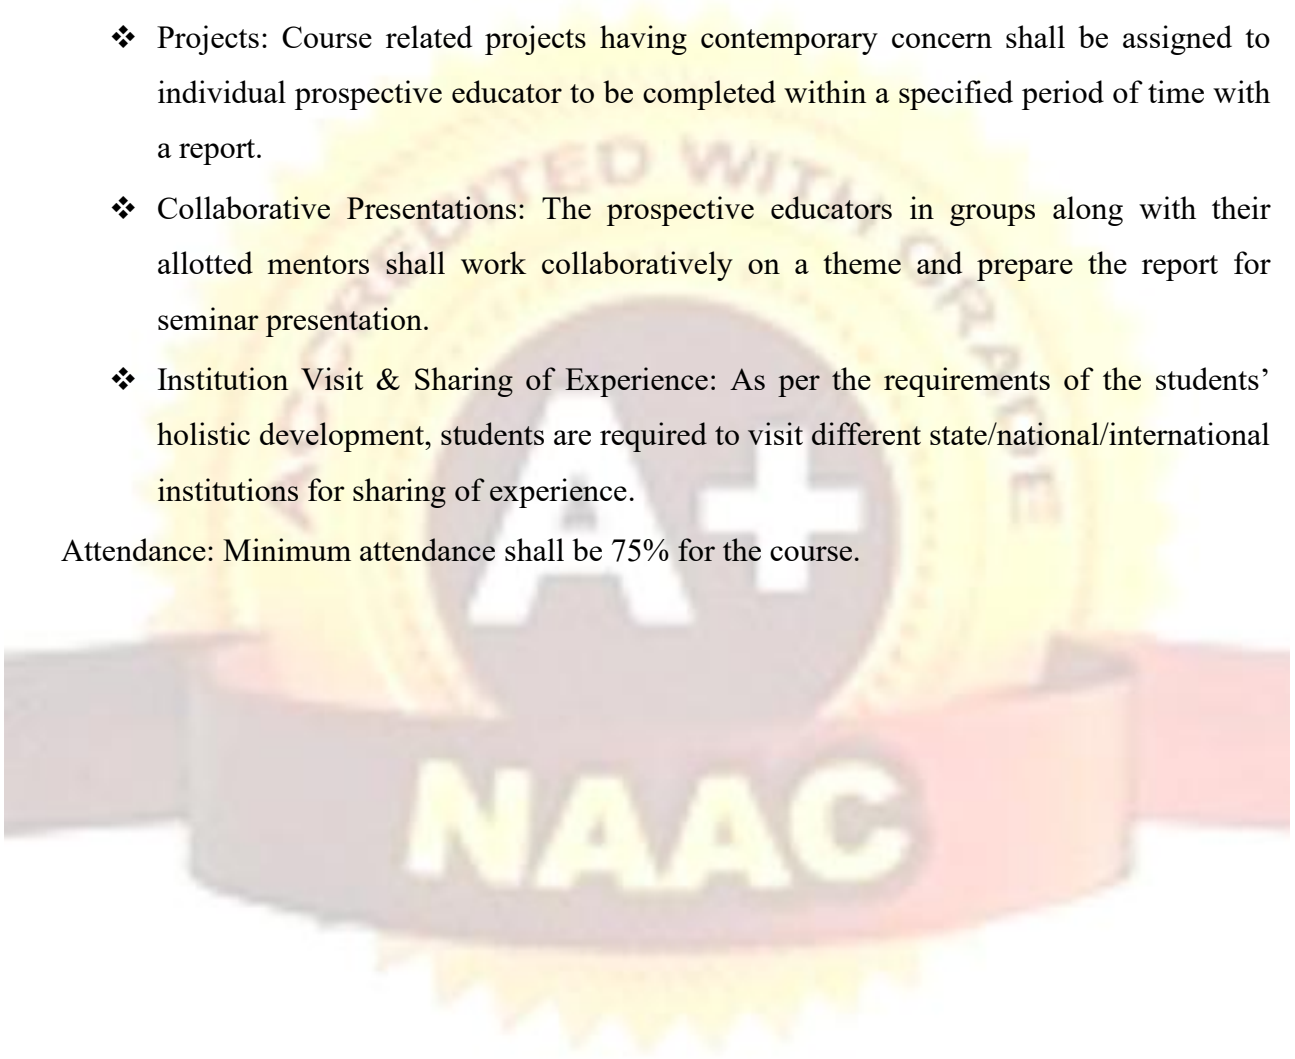 ❖ Projects: Course related projects having contemporary concern shall be assigned to
individual prospective educator to be completed within a specified period of time with
a report.
❖ Collaborative Presentations: The prospective educators in groups along with their
allotted mentors shall work collaboratively on a theme and prepare the report for
seminar presentation.
❖ Institution Visit & Sharing of Experience: As per the requirements of the students’
holistic development, students are required to visit different state/national/international
institutions for sharing of experience.
Attendance: Minimum attendance shall be 75% for the course.
ACCREDITED WITH GRADE
A+
NAAC